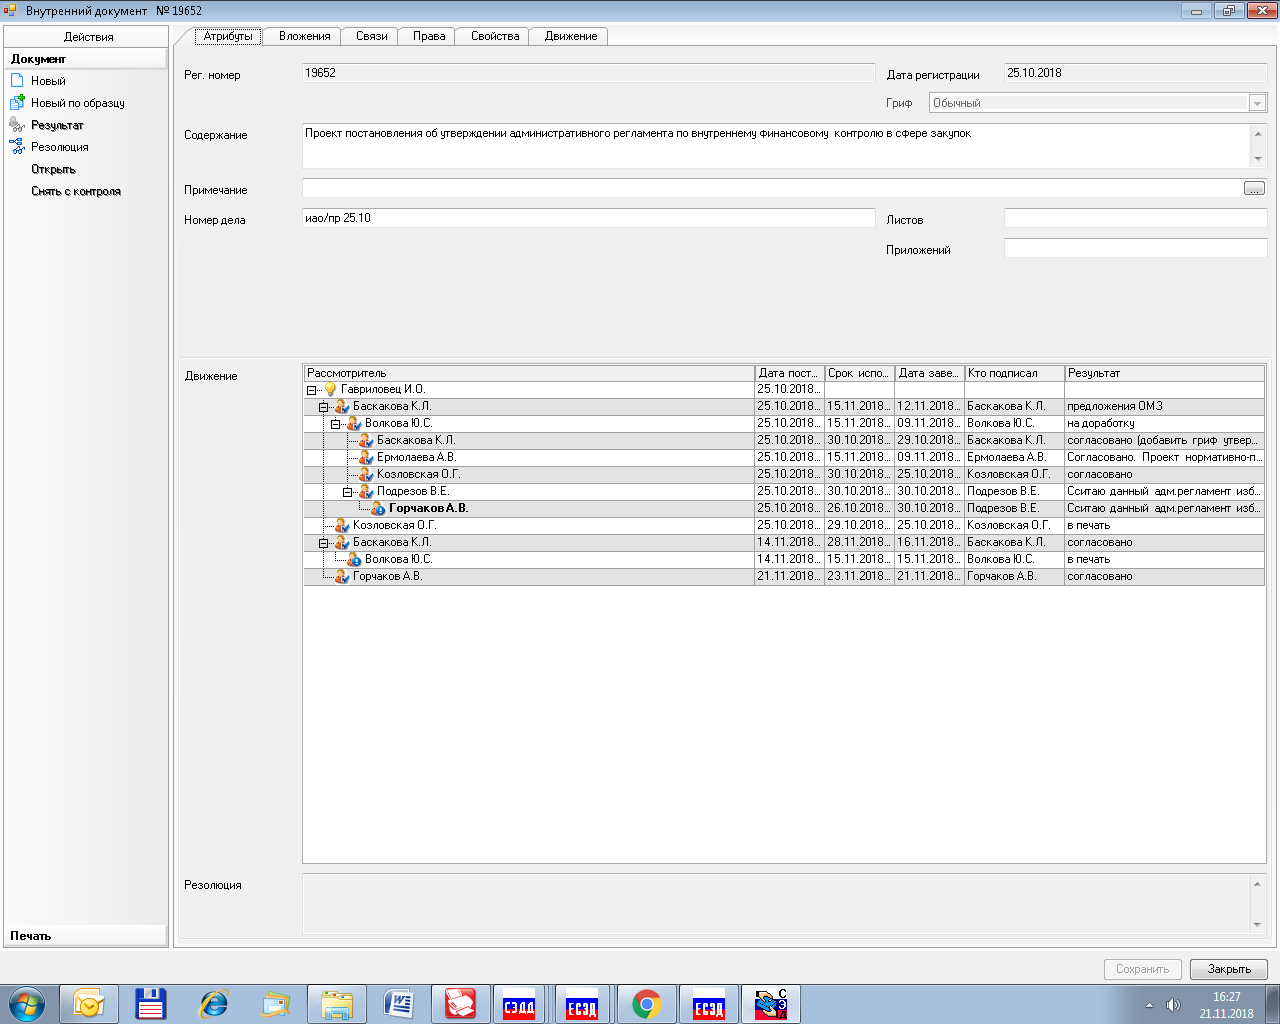 Внутренний документ № 19652
Действия
Документ
Новый
Новый по образцу
Результат
Резолюция
Открыть
Снять с контроля
Печать
Атрибуты Вложения Связи Права Свойства Движение
Рег. номер 19652 Дата регистрации 25.10.2018
Гриф Обычный
Содержание Проект постановления об утверждении административного регламента по внутреннему финансовому контролю в сфере закупок
Примечание ...
Номер дела иао/пр 25.10 Листов
Приложений
Движение
Рассмотритель Дата пост... Срок испо... Дата заве... Кто подписал Результат
Гавриловец И.О. 25.10.2018...
Баскакова К.Л. 25.10.2018... 15.11.2018... 12.11.2018... Баскакова К.Л. предложения ОМЗ
Волкова Ю.С. 25.10.2018... 15.11.2018... 09.11.2018... Волкова Ю.С. на доработку
Баскакова К.Л. 25.10.2018... 30.10.2018... 29.10.2018... Баскакова К.Л. согласовано (добавить гриф утвер...
Ермолаева А.В. 25.10.2018... 15.11.2018... 09.11.2018... Ермолаева А.В. Согласовано. Проект нормативно-п...
Козловская О.Г. 25.10.2018... 30.10.2018... 25.10.2018... Козловская О.Г. согласовано
Подрезов В.Е. 25.10.2018... 30.10.2018... 30.10.2018... Подрезов В.Е. Сситаю данный адм.регламент изб...
Горчаков А.В. 25.10.2018... 26.10.2018... 30.10.2018... Подрезов В.Е. Сситаю данный адм.регламент изб...
Козловская О.Г. 25.10.2018... 29.10.2018... 25.10.2018... Козловская О.Г. в печать
Баскакова К.Л. 14.11.2018... 28.11.2018... 16.11.2018... Баскакова К.Л. согласовано
Волкова Ю.С. 14.11.2018... 15.11.2018... 15.11.2018... Волкова Ю.С. в печать
Горчаков А.В. 21.11.2018... 23.11.2018... 21.11.2018... Горчаков А.В. согласовано
Резолюция
Сохранить Закрыть
СЭДД ЕСЭД ЕСЭД СЭД
16:27
21.11.2018